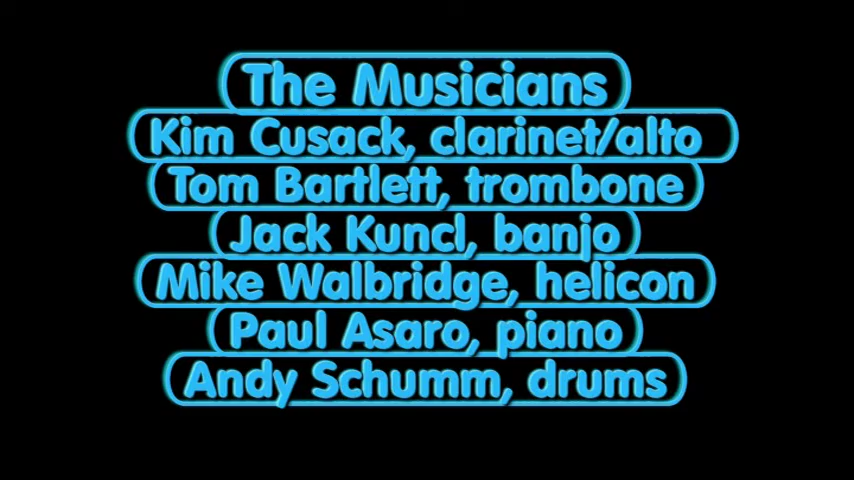 The Musicians
Kim Cusack, clarinet/alto
Tom Bartlett, trombone
Jack Kuncl, banjo
Mike Walbridge, helicon
Paul Asaro, piano
Andy Schumm, drums